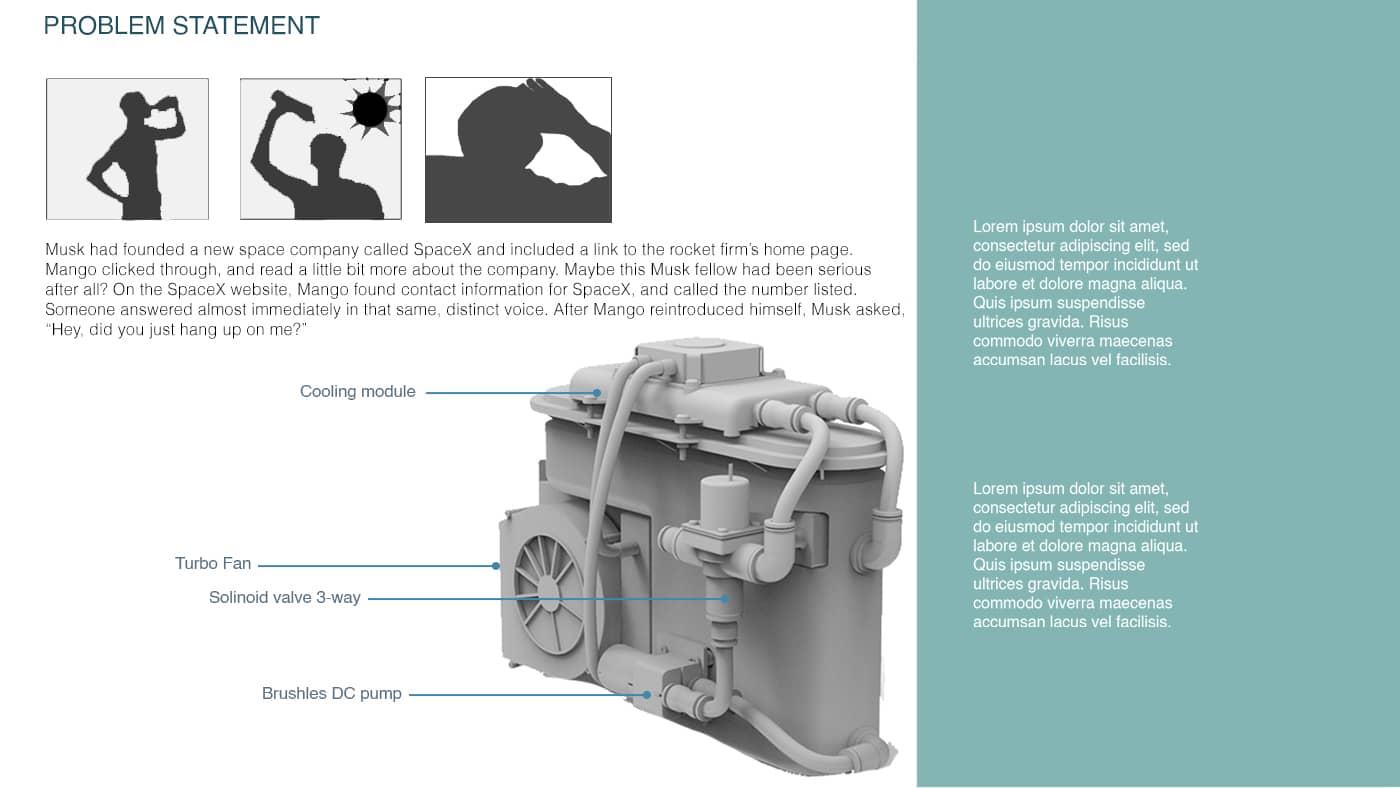 PROBLEM STATEMENT
Musk had founded a new space company called SpaceX and included a link to the rocket firm's home page.
Mango clicked through, and read a little bit more about the company. Maybe this Musk fellow had been serious
after all? On the SpaceX website, Mango found contact information for SpaceX, and called the number listed.
Someone answered almost immediately in that same, distinct voice. After Mango reintroduced himself, Musk asked,
“Hey, did you just hang up on me?”
Cooling module
Turbo Fan
Solinoid valve 3-way
Brushles DC pump
Lorem ipsum dolor sit amet,
consectetur adipiscing elit, sed
do eiusmod tempor incididunt ut
labore et dolore magna aliqua.
Quis ipsum suspendisse
ultrices gravida. Risus
commodo viverra maecenas
accumsan lacus vel facilisis.
Lorem ipsum dolor sit amet,
consectetur adipiscing elit, sed
do eiusmod tempor incididunt ut
labore et dolore magna aliqua.
Quis ipsum suspendisse
ultrices gravida. Risus
commodo viverra maecenas
accumsan lacus vel facilisis.